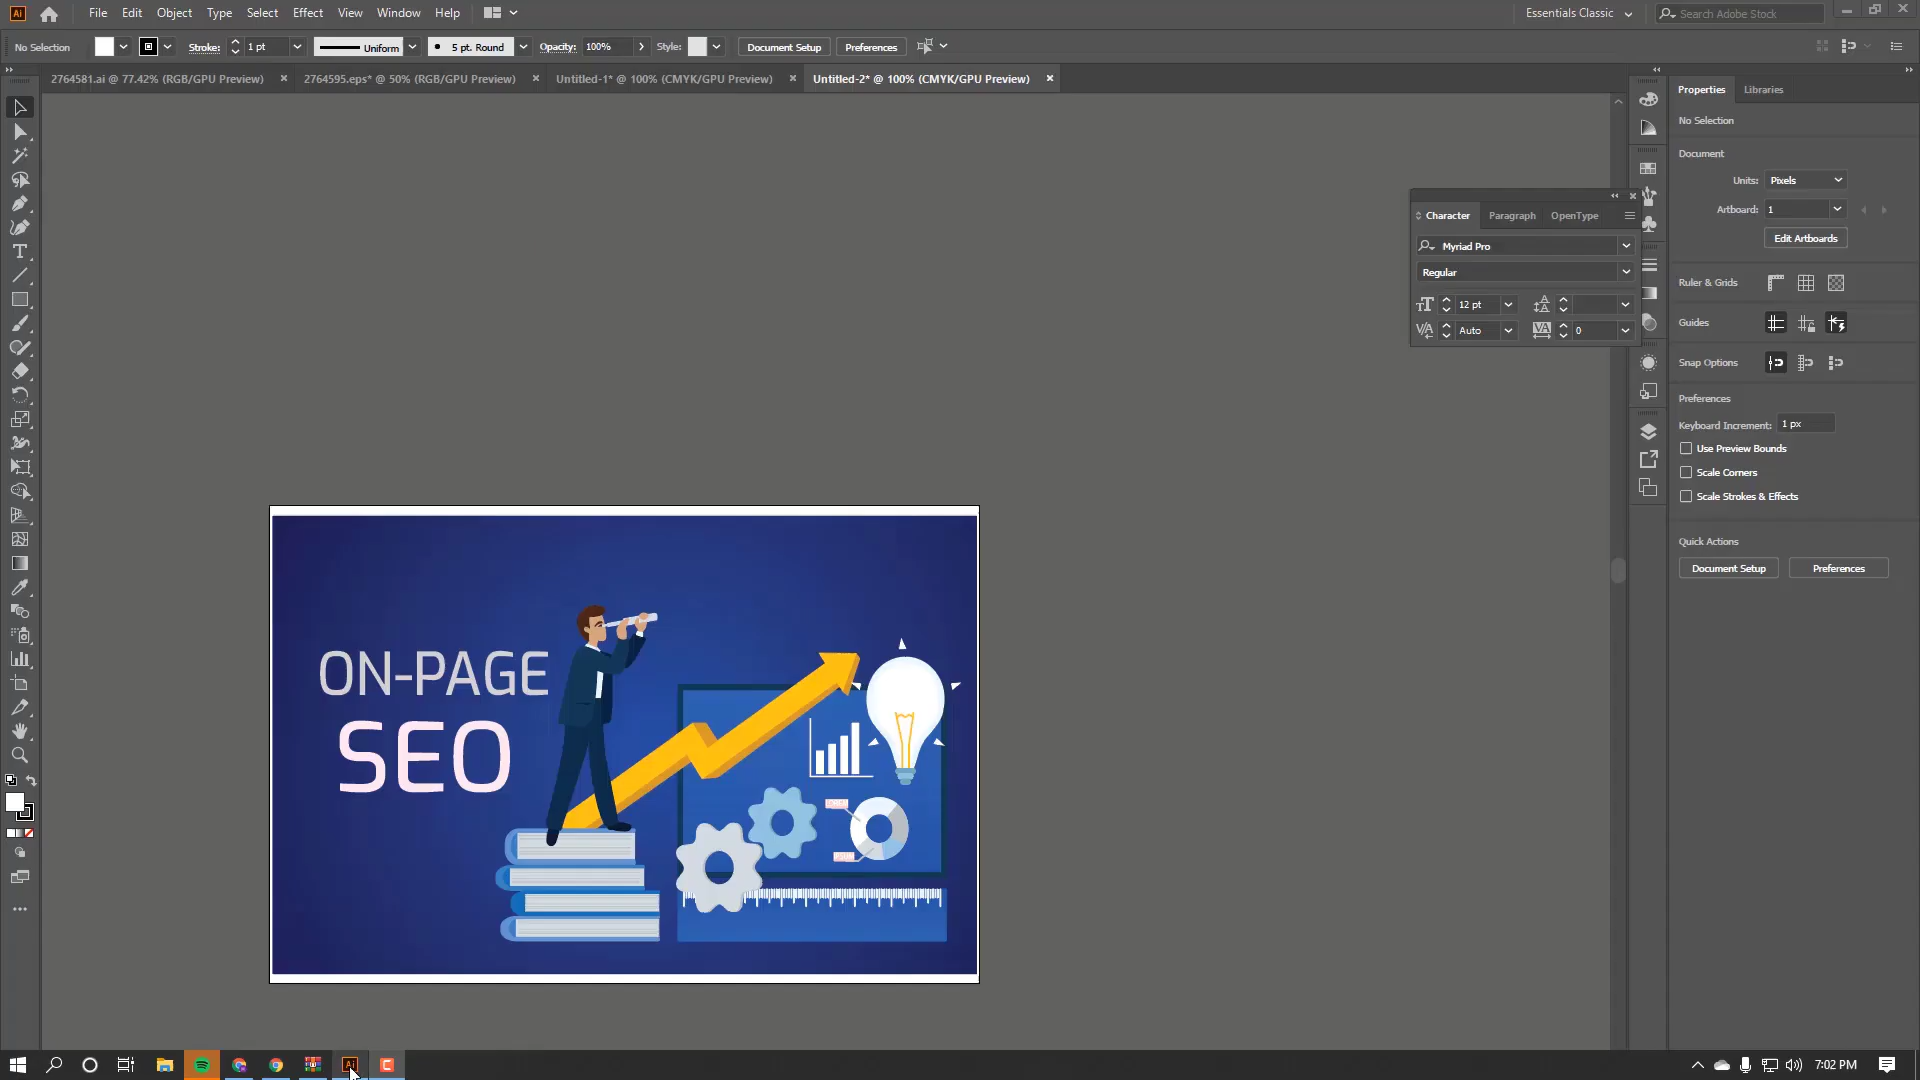 Ai File Edit Object Type Select Effect View Window Help Essentials Classic Search Adobe Stock
No Selection Stroke: 1 pt Uniform 5 pt. Round Opacity: 100% Style: Document Setup Preferences
2764581.ai @ 77.42% (RGB/GPU Preview) 2764595.eps* @ 50% (RGB/GPU Preview) Untitled-1* @ 100% (CMYK/GPU Preview) Untitled-2* @ 100% (CMYK/GPU Preview)
Properties Libraries
No Selection
Document
Units: Pixels
Artboard: 1
Edit Artboards
Ruler & Grids
Guides
Snap Options
Preferences
Keyboard Increment: 1 px
Use Preview Bounds
Scale Corners
Scale Strokes & Effects
Quick Actions
Document Setup Preferences
Character Paragraph OpenType
Myriad Pro
Regular
12 pt
Auto 0
ON-PAGE
SEO
LOREM
IPSUM
Ai
7:02 PM